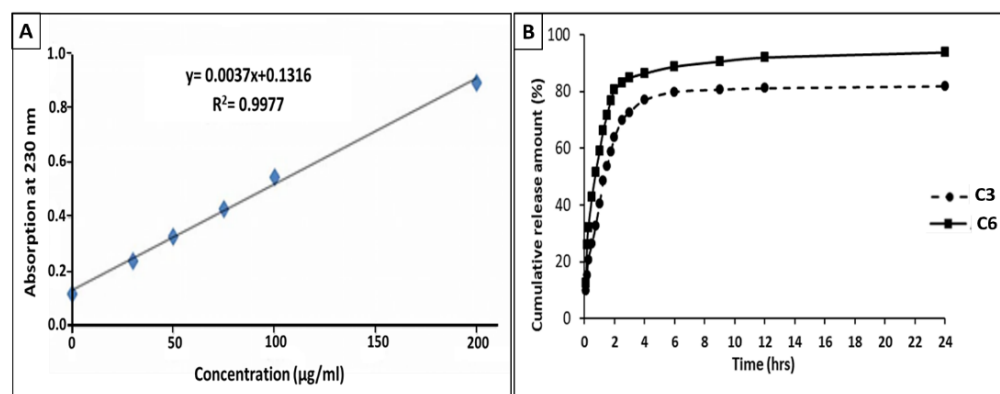 A
y= 0.0037x+0.1316
R²= 0.9977
Absorption at 230 nm
1.0
0.8
0.6
0.4
0.2
0.0
0 50 100 150 200
Concentration (µg/ml)
B
Cumulative release amount (%)
100
80
60
40
20
0
0 2 4 6 8 10 12 14 16 18 20 22 24
Time (hrs)
C3
C6